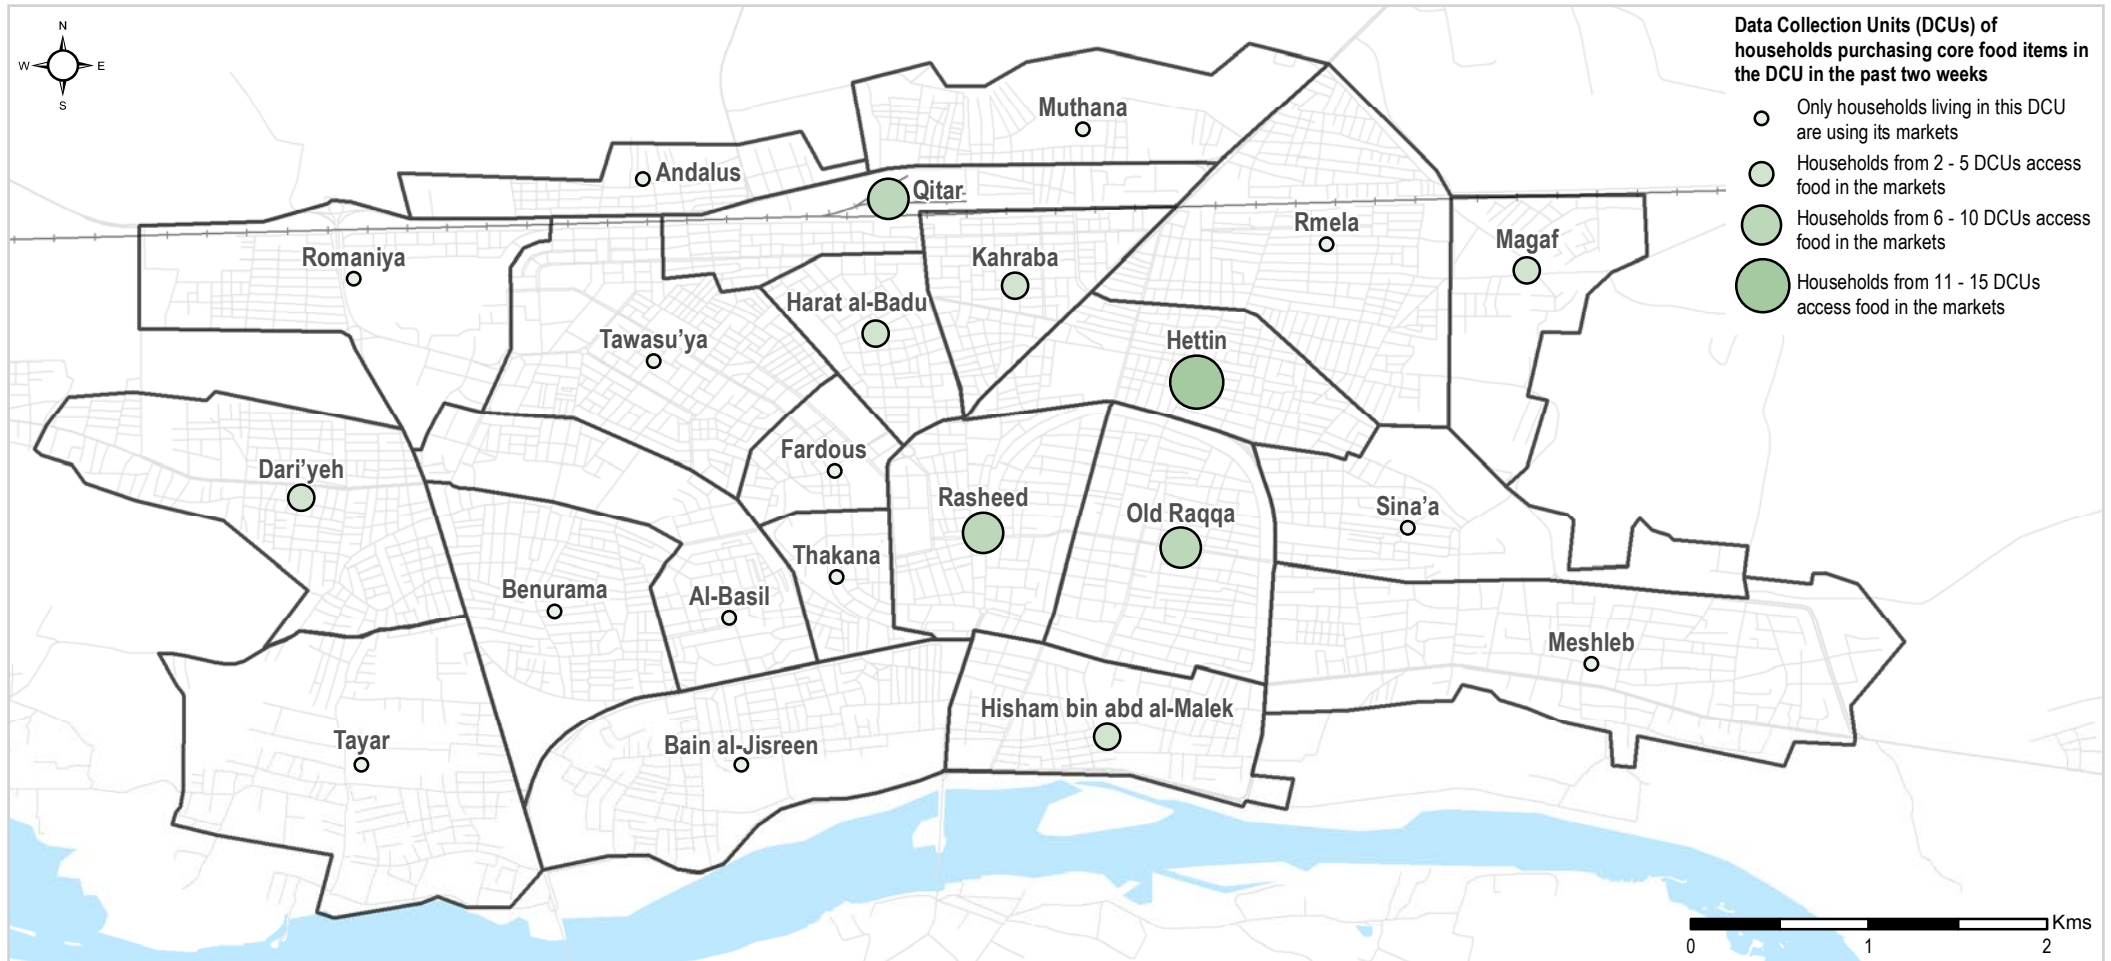 N
W
E
S
Data Collection Units (DCUs) of
households purchasing core food items in
the DCU in the past two weeks
Only households living in this DCU
are using its markets
Households from 2 - 5 DCUs access
food in the markets
Households from 6 - 10 DCUs access
food in the markets
Households from 11 - 15 DCUs
access food in the markets
Muthana
Andalus
Qitar
Rmela
Magaf
Romaniya
Kahraba
Harat al-Badu
Tawasu'ya
Hettin
Fardous
Dari'yeh
Rasheed
Old Raqqa
Sina'a
Thakana
Benurama
Al-Basil
Meshleb
Hisham bin abd al-Malek
Tayar
Bain al-Jisreen
Kms
0
1
2